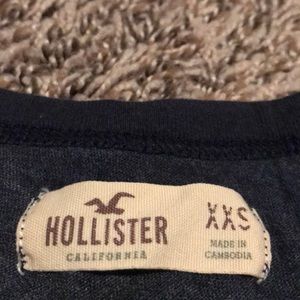 HOLLISTER
CALIFORNIA
XXS
MADE IN
CAMBODIA